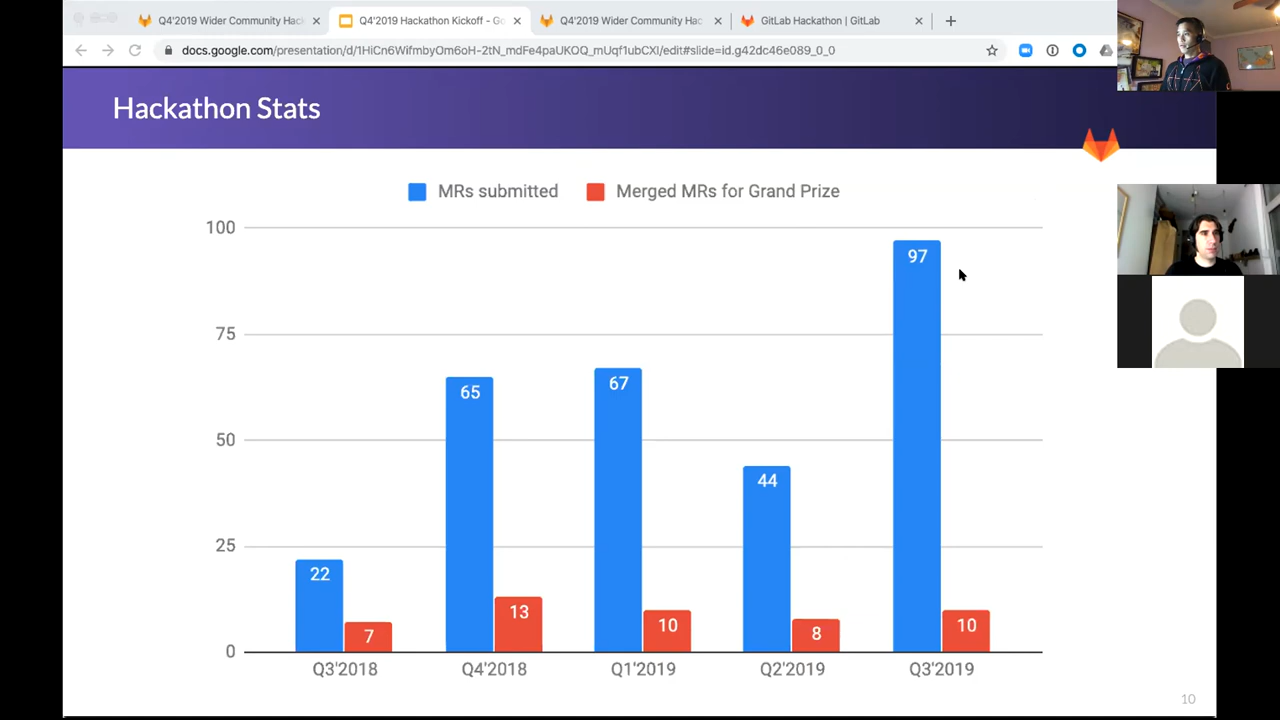 Q4'2019 Wider Community Hack
Q4'2019 Hackathon Kickoff - Go
Q4'2019 Wider Community Hac
GitLab Hackathon | GitLab
docs.google.com/presentation/d/1HiCn6WifmbyOm6oH-2tN_mdFe4paUKOQ_mUqf1ubCXI/edit#slide=id.g42dc46e089_0_0
Hackathon Stats
MRs submitted
Merged MRs for Grand Prize
100
75
50
25
0
22
7
65
13
67
10
44
8
97
10
Q3'2018
Q4'2018
Q1'2019
Q2'2019
Q3'2019
10